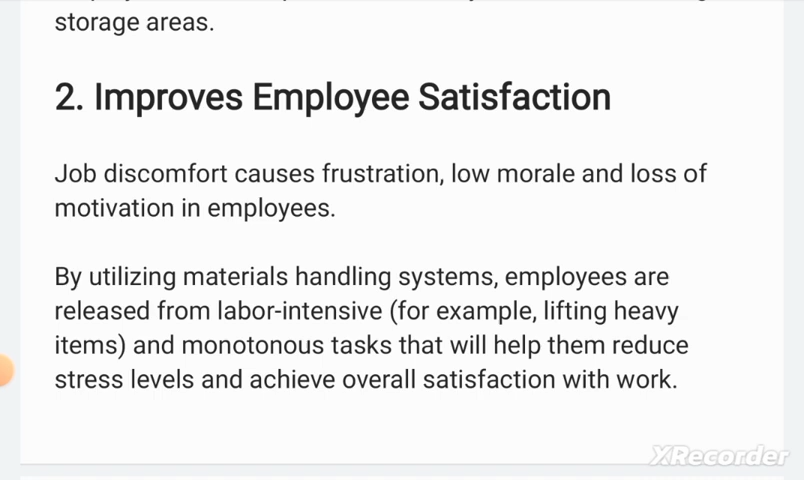 storage areas.
2. Improves Employee Satisfaction
Job discomfort causes frustration, low morale and loss of
motivation in employees.
By utilizing materials handling systems, employees are
released from labor-intensive (for example, lifting heavy
items) and monotonous tasks that will help them reduce
stress levels and achieve overall satisfaction with work.
XRecorder